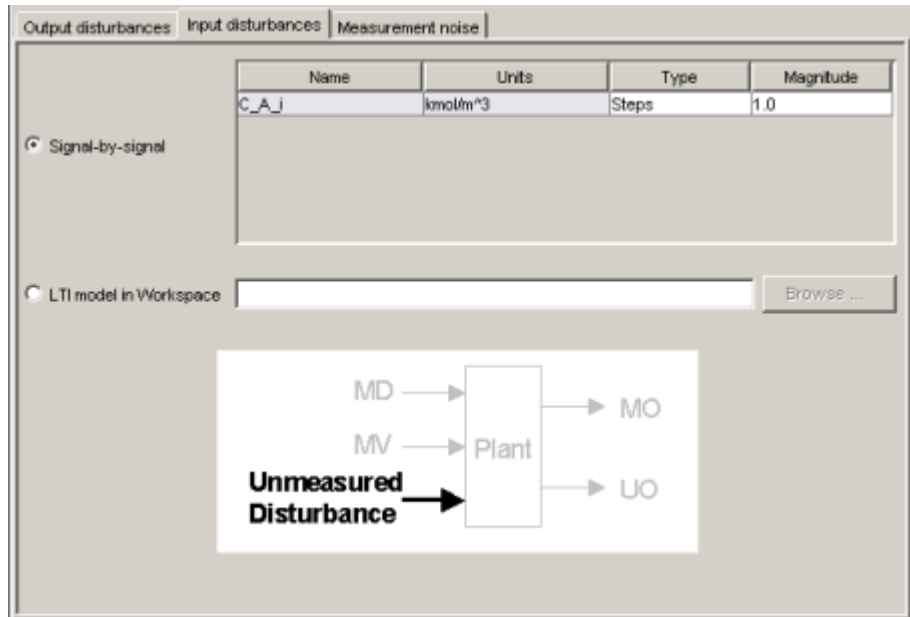 Output disturbances Input disturbances Measurement noise
Name Units Type Magnitude
C_A_i kmol/m^3 Steps 1.0
Signal-by-signal
LTI model in Workspace Browse ...
MD
MO
MV
Plant
Unmeasured
UO
Disturbance